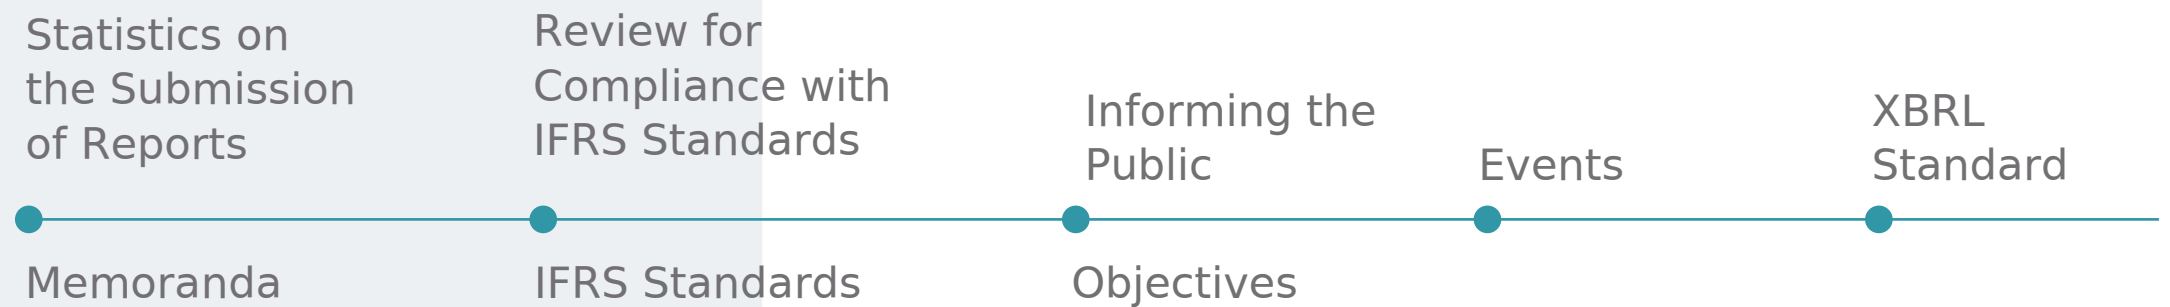 Statistics on
the Submission
of Reports
Review for
Compliance with
IFRS Standards
Informing the
Public
Events
XBRL
Standard
Memoranda
IFRS Standards
Objectives